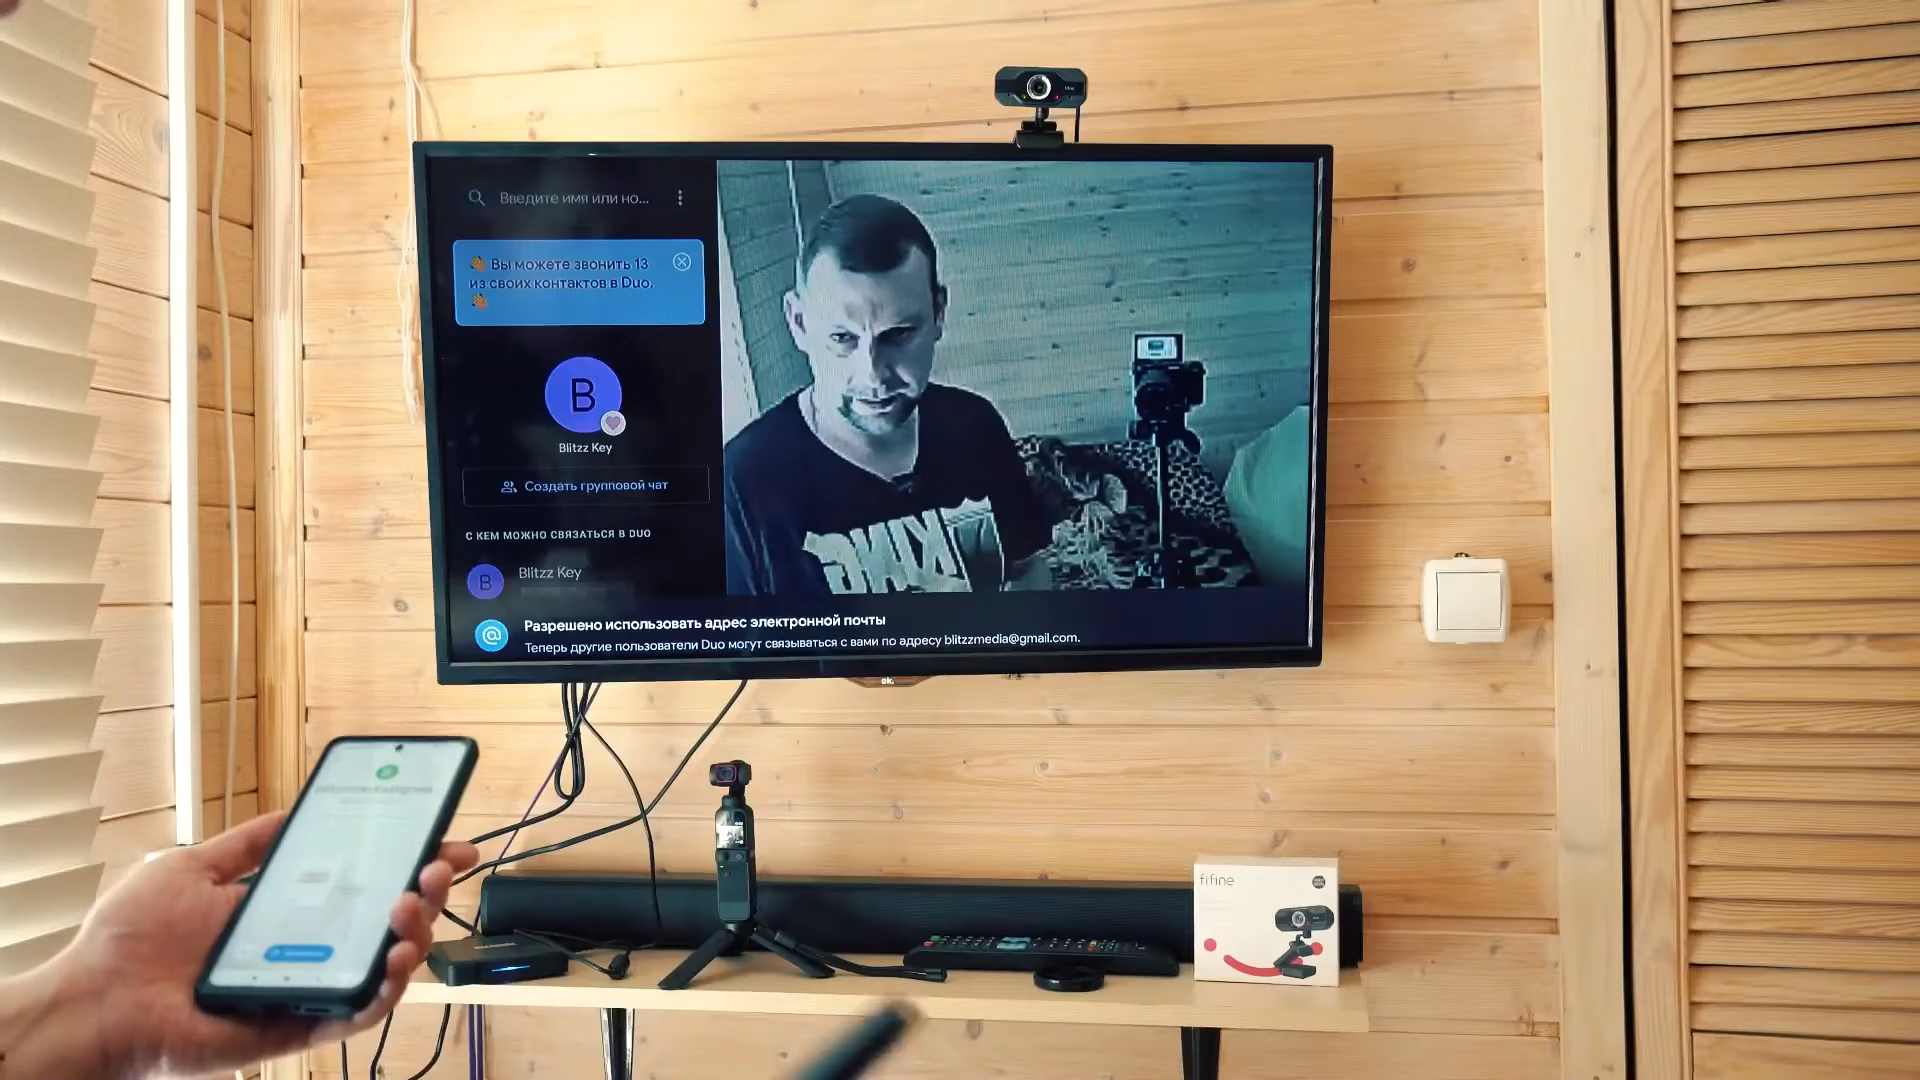 Введите имя или но...
👋 Вы можете звонить 13
из своих контактов в Duo.
👋
B
Blitzz Key
Создать групповой чат
С КЕМ МОЖНО СВЯЗАТЬСЯ В DUO
B
Blitzz Key
Разрешено использовать адрес электронной почты
Теперь другие пользователи Duo могут связываться с вами по адресу blitzzmedia@gmail.com.
ok.
fifine